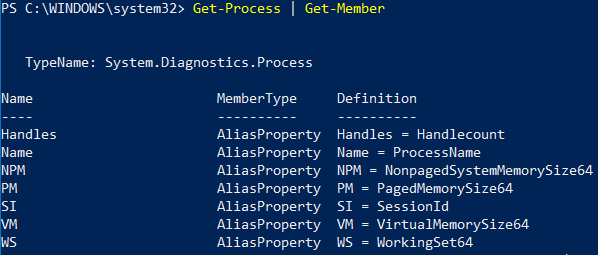 PS C:\WINDOWS\system32> Get-Process | Get-Member
TypeName: System.Diagnostics.Process
Name MemberType Definition
---- ---------- ----------
Handles AliasProperty Handles = Handlecount
Name AliasProperty Name = ProcessName
NPM AliasProperty NPM = NonpagedSystemMemorySize64
PM AliasProperty PM = PagedMemorySize64
SI AliasProperty SI = SessionId
VM AliasProperty VM = VirtualMemorySize64
WS AliasProperty WS = WorkingSet64